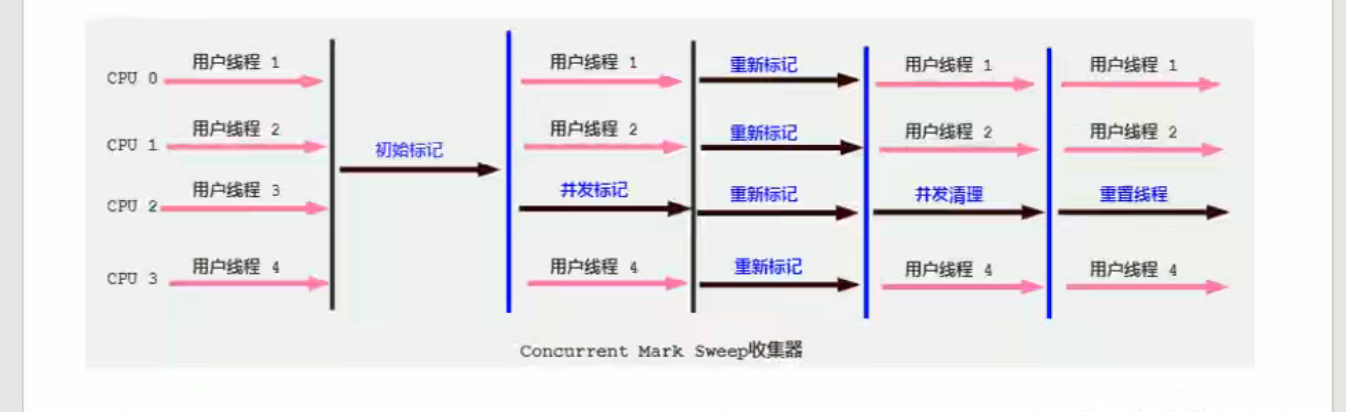 用户线程 1
用户线程 1
重新标记
用户线程 1
用户线程 1
CPU 0
用户线程 2
用户线程 2
重新标记
用户线程 2
用户线程 2
CPU 1
初始标记
用户线程 3
并发标记
重新标记
并发清理
重置线程
CPU 2
用户线程 4
用户线程 4
重新标记
用户线程 4
用户线程 4
CPU 3
Concurrent Mark Sweep收集器